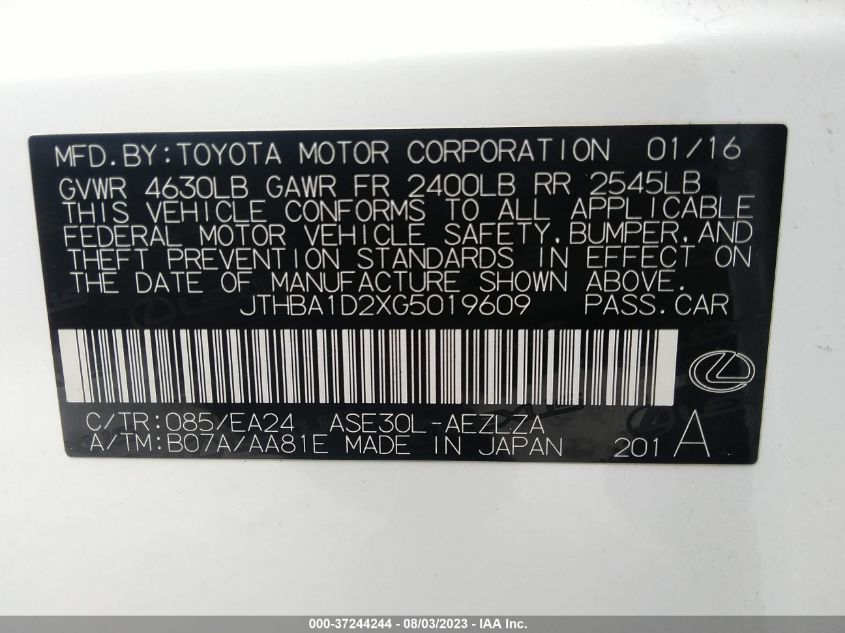 MFD.BY:TOYOTA MOTOR CORPORATION 01/16
GVWR 4630LB GAWR FR 2400LB RR 2545LB
THIS VEHICLE CONFORMS TO ALL APPLICABLE
FEDERAL MOTOR VEHICLE SAFETY,BUMPER,AND
THEFT PREVENTION STANDARDS IN EFFECT ON
THE DATE OF MANUFACTURE SHOWN ABOVE.
JTHBA1D2XG5019609 PASS.CAR
C/TR:085/EA24 ASE30L-AEZLZA
A/TM:B07A/AA81E MADE IN JAPAN 201A
000-37244244 - 08/03/2023 - IAA Inc.